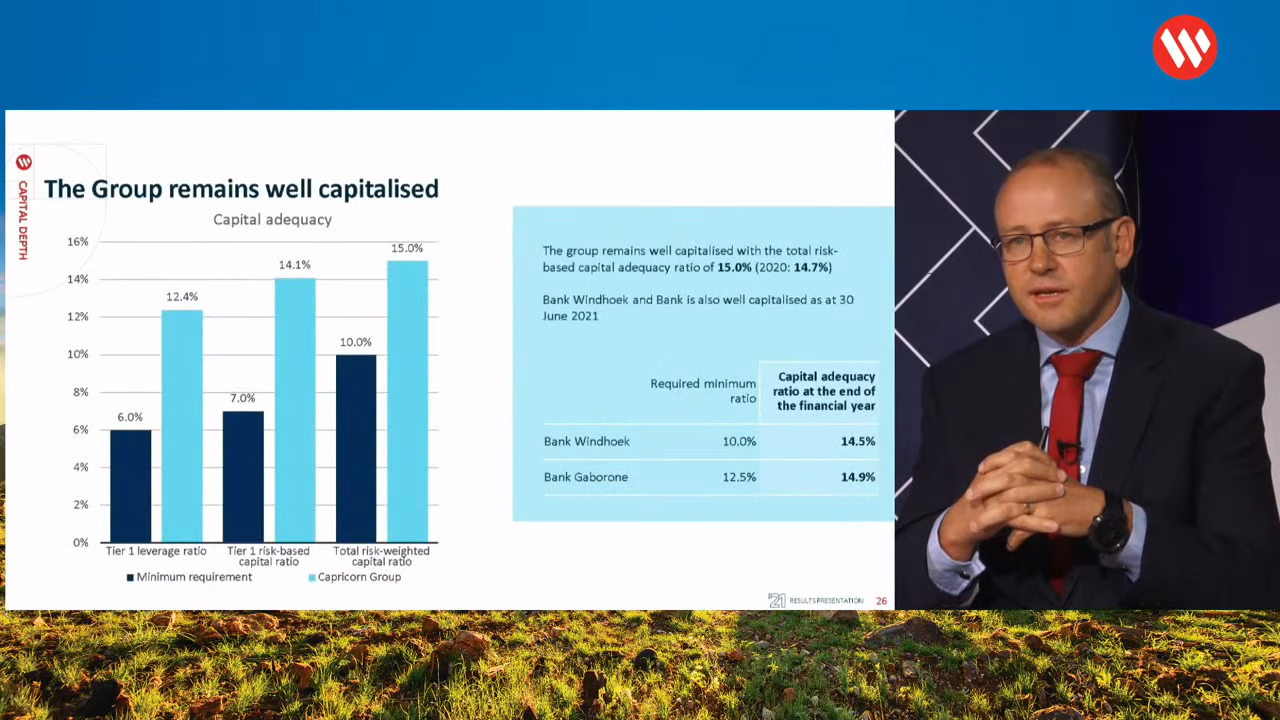 CAPITAL DEPTH
The Group remains well capitalised
Capital adequacy
16%
14%
12%
10%
8%
6%
4%
2%
0%
6.0%
12.4%
7.0%
14.1%
10.0%
15.0%
Tier 1 leverage ratio
Tier 1 risk-based
capital ratio
Total risk-weighted
capital ratio
Minimum requirement
Capricorn Group
The group remains well capitalised with the total risk-
based capital adequacy ratio of 15.0% (2020: 14.7%)
Bank Windhoek and Bank is also well capitalised as at 30
June 2021
Required minimum
ratio
Capital adequacy
ratio at the end of
the financial year
Bank Windhoek 10.0% 14.5%
Bank Gaborone 12.5% 14.9%
'21 RESULTS PRESENTATION 26